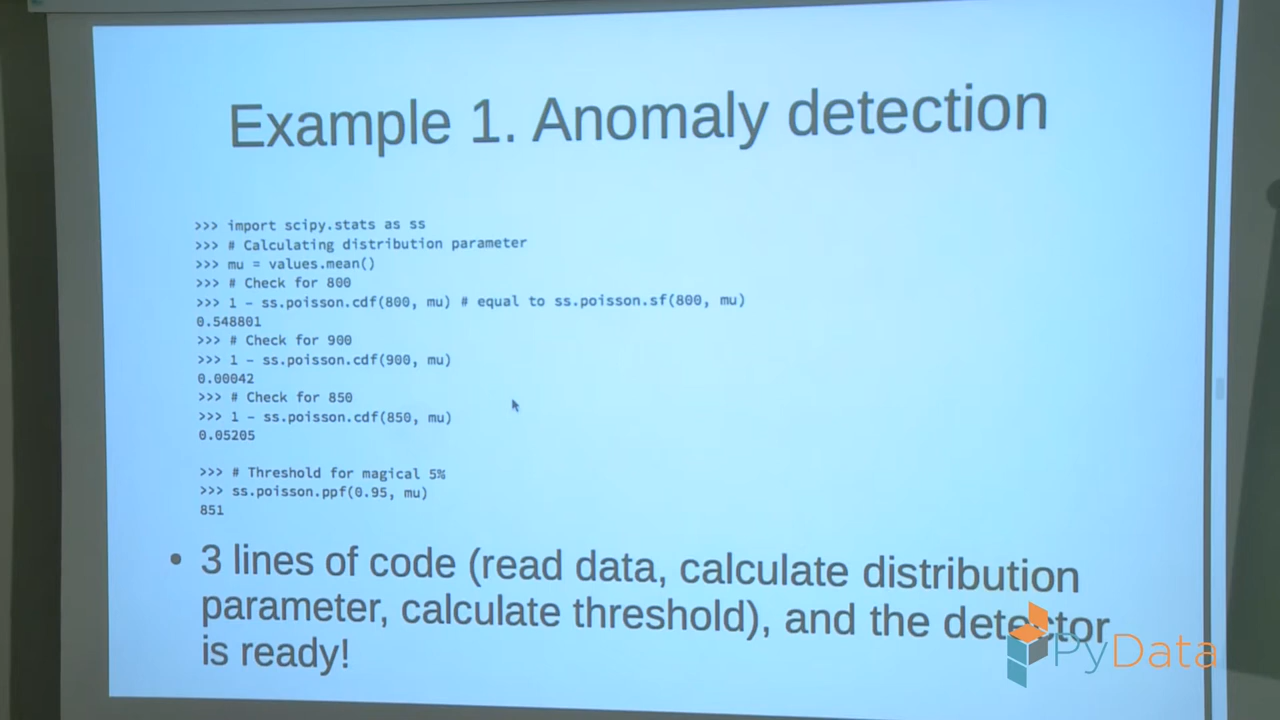 Example 1. Anomaly detection
>>> import scipy.stats as ss
>>> # Calculating distribution parameter
>>> mu = values.mean()
>>> # Check for 800
>>> 1 - ss.poisson.cdf(800, mu) # equal to ss.poisson.sf(800, mu)
0.548801
>>> # Check for 900
>>> 1 - ss.poisson.cdf(900, mu)
0.00042
>>> # Check for 850
>>> 1 - ss.poisson.cdf(850, mu)
0.05205
>>> # Threshold for magical 5%
>>> ss.poisson.ppf(0.95, mu)
851
• 3 lines of code (read data, calculate distribution
parameter, calculate threshold), and the detector
is ready!
PyData